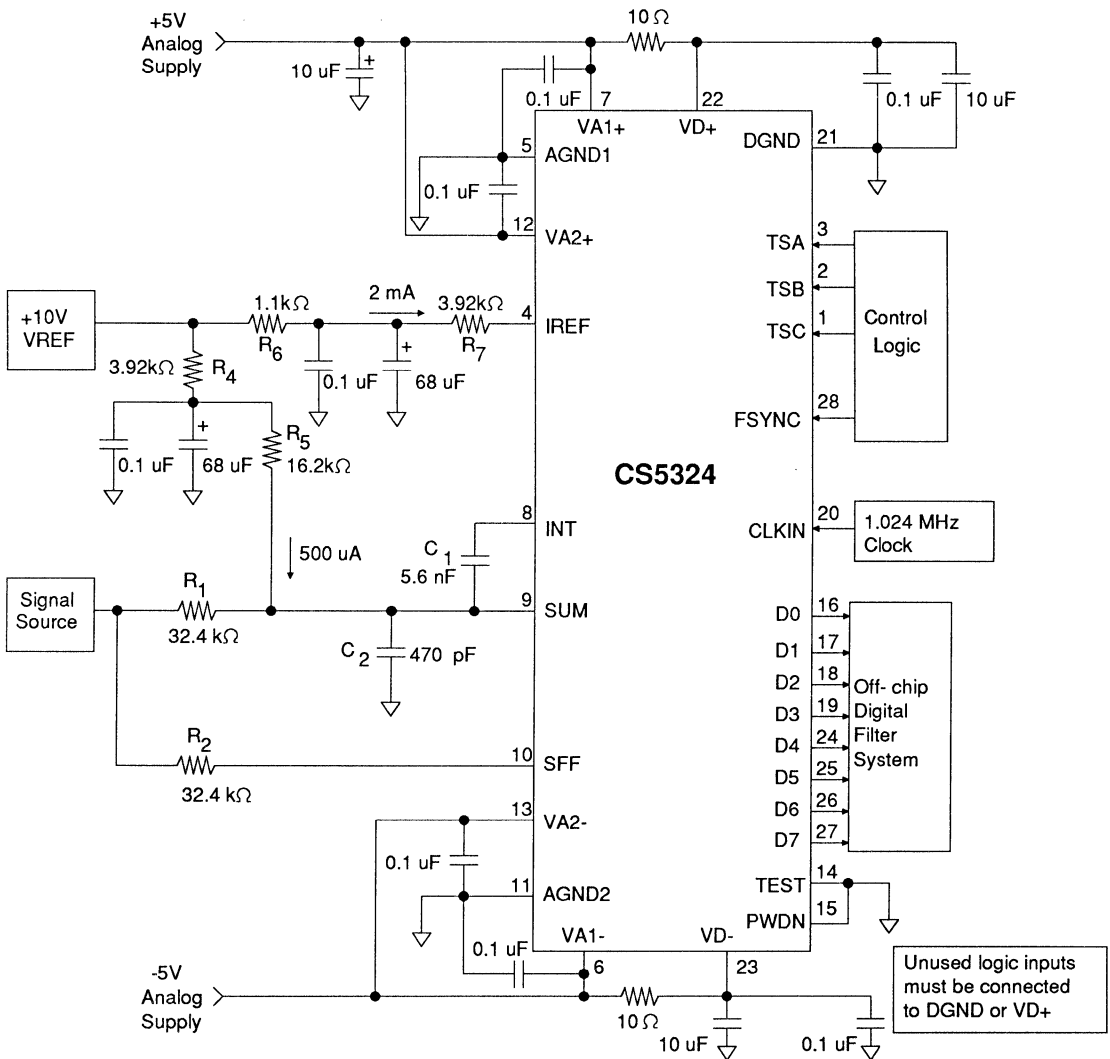 +5V
Analog
Supply
10 uF
+
0.1 uF
10 Ω
7
22
0.1 uF
10 uF
VA1+
VD+
DGND
21
5
AGND1
0.1 uF
12
VA2+
TSA
3
TSB
2
TSC
1
Control
Logic
FSYNC
28
+10V
VREF
1.1kΩ
R6
2 mA
3.92kΩ
R7
4
IREF
3.92kΩ
R4
0.1 uF
+
68 uF
0.1 uF
+
68 uF
R5
16.2kΩ
CS5324
CLKIN
20
1.024 MHz
Clock
8
INT
500 uA
C1
5.6 nF
Signal
Source
R1
32.4 kΩ
9
SUM
C2
470 pF
D0
16
D1
17
D2
18
D3
19
D4
24
D5
25
D6
26
D7
27
Off- chip
Digital
Filter
System
R2
32.4 kΩ
10
SFF
13
VA2-
0.1 uF
11
AGND2
TEST
14
PWDN
15
0.1 uF
VA1-
6
VD-
23
-5V
Analog
Supply
10Ω
10 uF
0.1 uF
Unused logic inputs
must be connected
to DGND or VD+